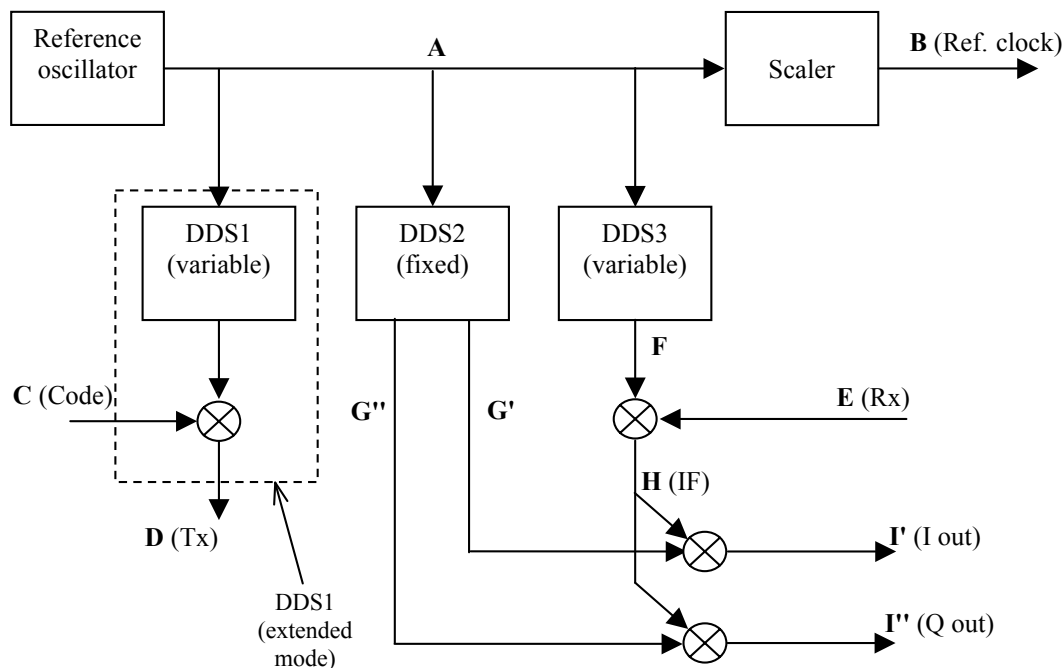 Reference
oscillator
A
B (Ref. clock)
Scaler
DDS1
(variable)
DDS2
(fixed)
DDS3
(variable)
F
C (Code)
G''
G'
E (Rx)
H (IF)
D (Tx)
I' (I out)
DDS1
(extended
mode)
I'' (Q out)